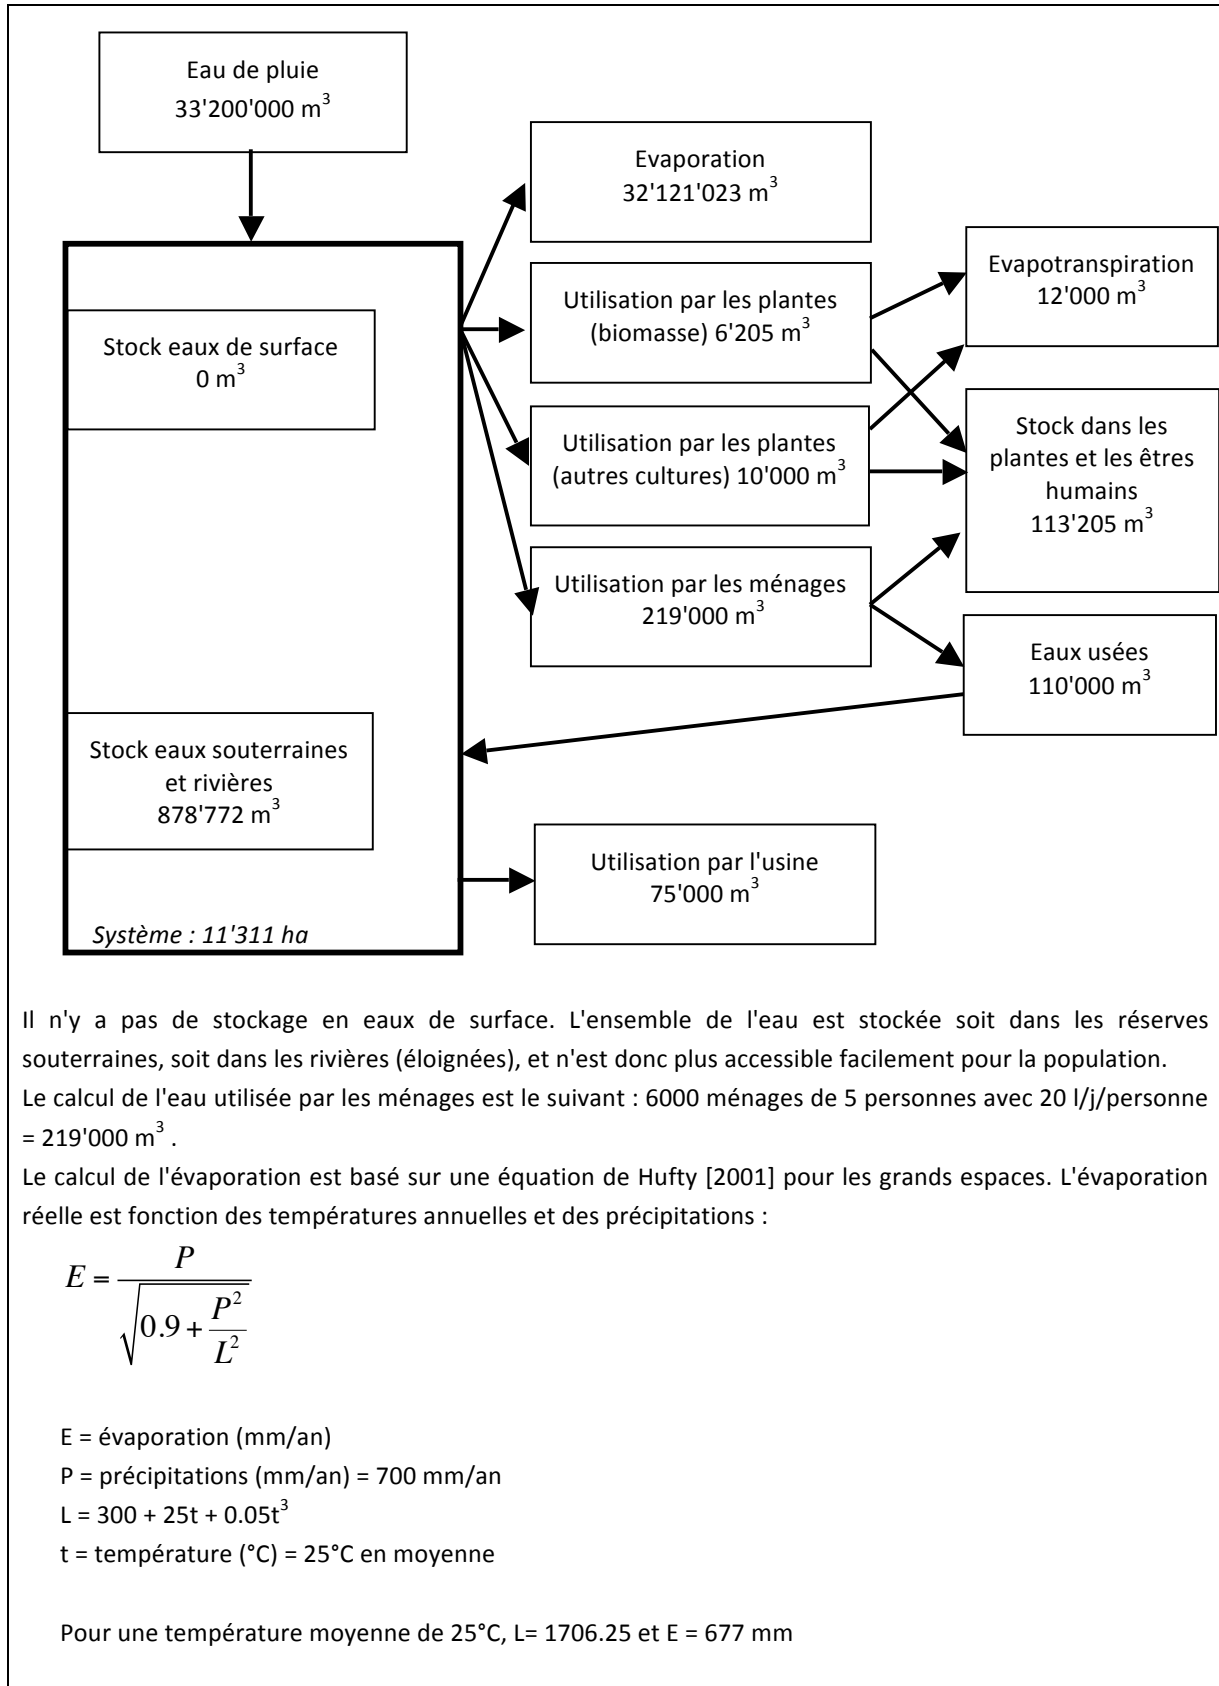 Eau de pluie
33'200'000 m³
Evaporation
32'121'023 m³
Evapotranspiration
12'000 m³
Utilisation par les plantes
(biomasse) 6'205 m³
Stock eaux de surface
0 m³
Stock dans les
plantes et les êtres
humains
113'205 m³
Utilisation par les plantes
(autres cultures) 10'000 m³
Utilisation par les ménages
219'000 m³
Eaux usées
110'000 m³
Stock eaux souterraines
et rivières
878'772 m³
Utilisation par l'usine
75'000 m³
Système : 11'311 ha
Il n'y a pas de stockage en eaux de surface. L'ensemble de l'eau est stockée soit dans les réserves
souterraines, soit dans les rivières (éloignées), et n'est donc plus accessible facilement pour la population.
Le calcul de l'eau utilisée par les ménages est le suivant : 6000 ménages de 5 personnes avec 20 l/j/personne
= 219'000 m³ .
Le calcul de l'évaporation est basé sur une équation de Hufty [2001] pour les grands espaces. L'évaporation
réelle est fonction des températures annuelles et des précipitations :
E = P / √(0.9 + P²/L²)
E = évaporation (mm/an)
P = précipitations (mm/an) = 700 mm/an
L = 300 + 25t + 0.05t³
t = température (°C) = 25°C en moyenne
Pour une température moyenne de 25°C, L= 1706.25 et E = 677 mm